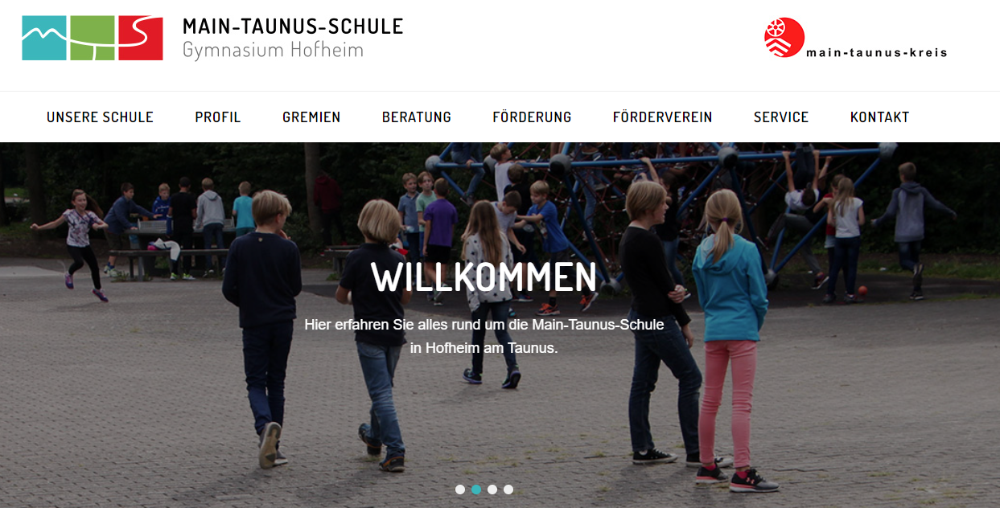 MAIN-TAUNUS-SCHULE
Gymnasium Hofheim
main-taunus-kreis
UNSERE SCHULE PROFIL GREMIEN BERATUNG FÖRDERUNG FÖRDERVEREIN SERVICE KONTAKT
WILLKOMMEN
Hier erfahren Sie alles rund um die Main-Taunus-Schule
in Hofheim am Taunus.